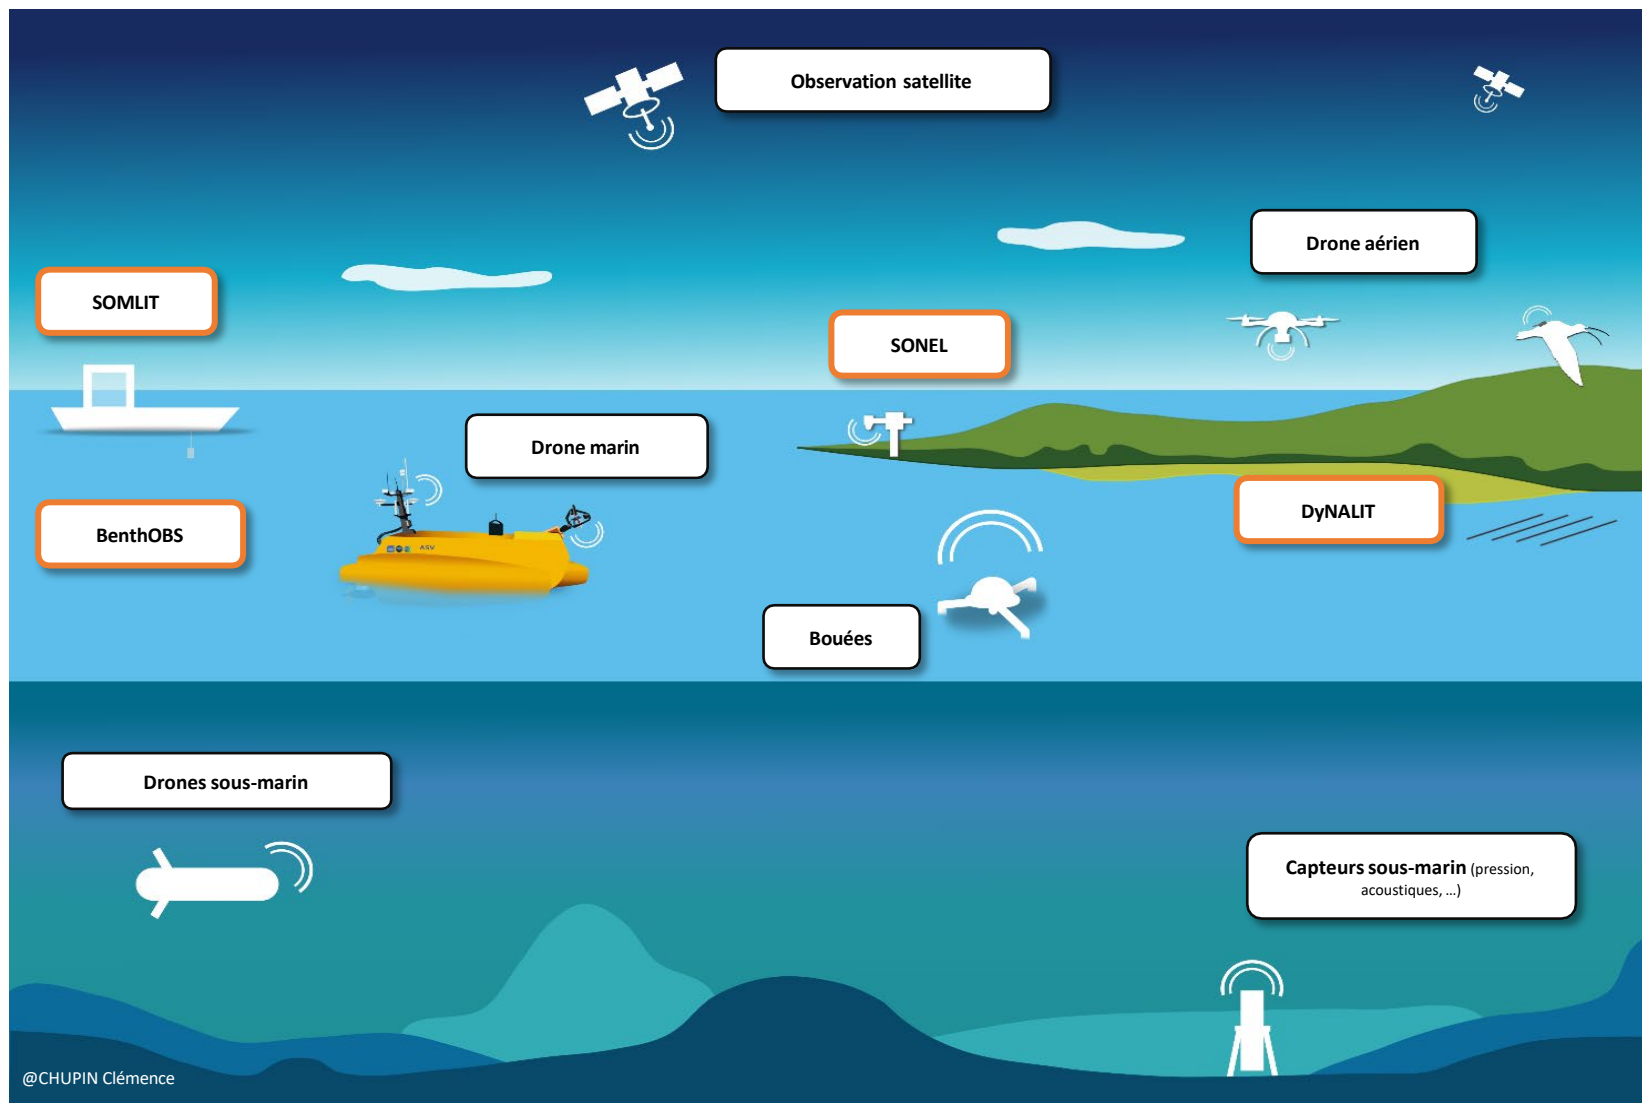 Observation satellite
Drone aérien
SOMLIT
SONEL
Drone marin
DyNALIT
BenthOBS
ASV
Bouées
Drones sous-marin
Capteurs sous-marin (pression,
acoustiques, ...)
@CHUPIN Clémence